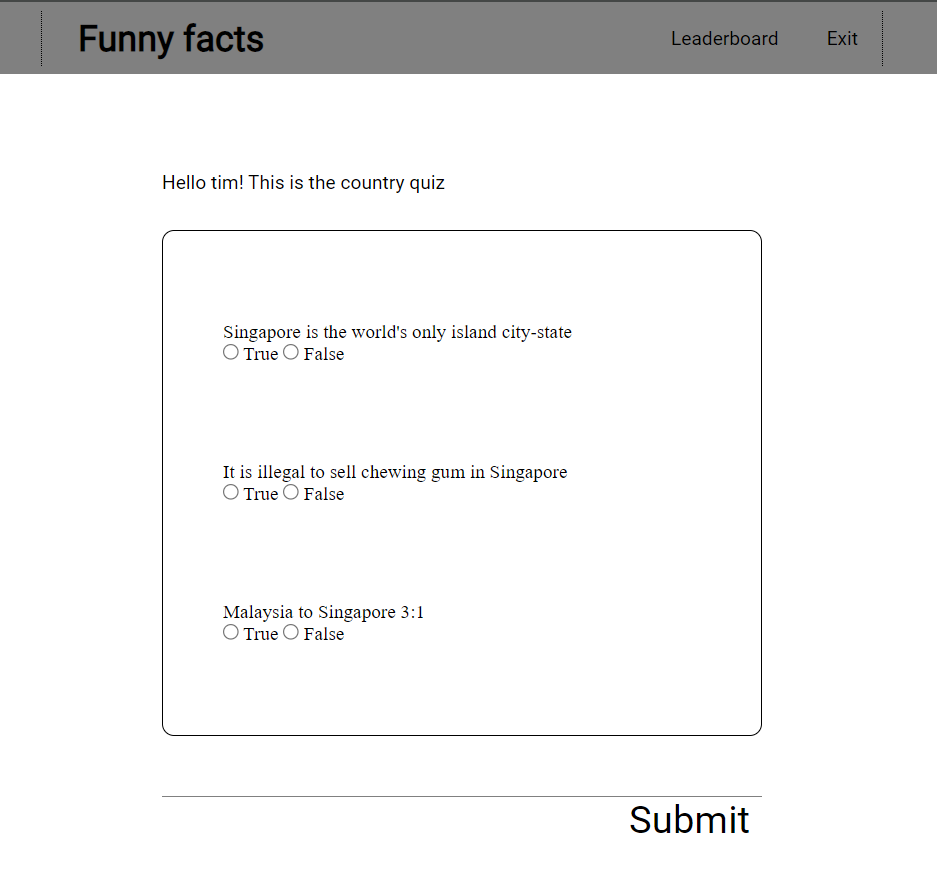 Funny facts
Leaderboard
Exit
Hello tim! This is the country quiz
Singapore is the world's only island city-state
True False
It is illegal to sell chewing gum in Singapore
True False
Malaysia to Singapore 3:1
True False
Submit